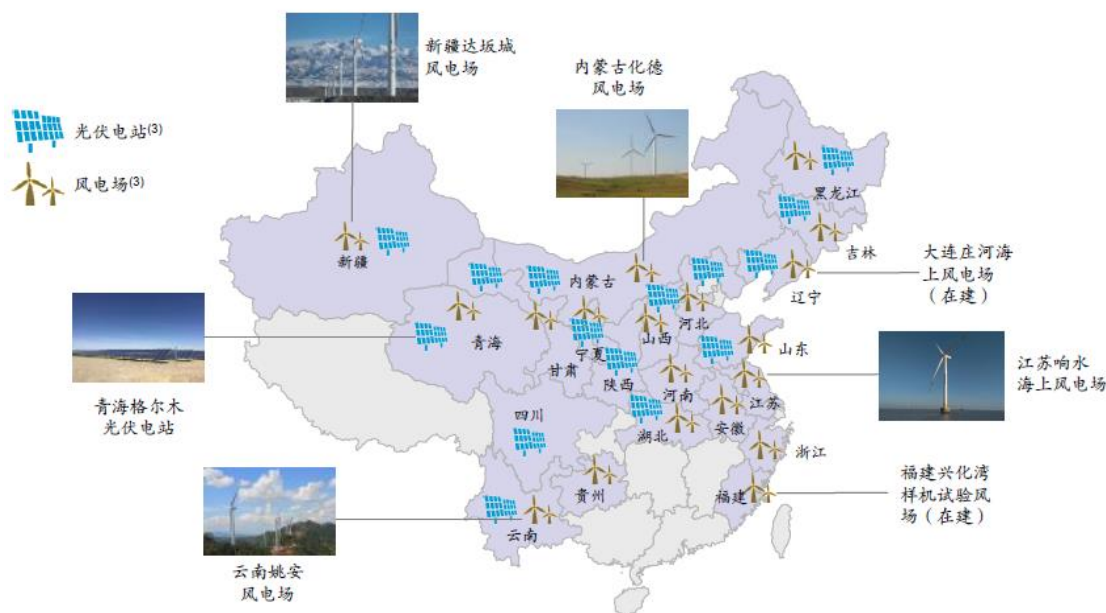 新疆达坂城
风电场
内蒙古化德
风电场
光伏电站(3)
风电场(3)
黑龙江
吉林
大连庄河海
上风电场
（在建）
新疆
内蒙古
辽宁
河北
山西
山东
青海
宁夏
甘肃
陕西
河南
江苏
江苏响水
海上风电场
青海格尔木
光伏电站
四川
湖北
安徽
浙江
贵州
福建
福建兴化湾
样机试验风
场（在建）
云南
云南姚安
风电场